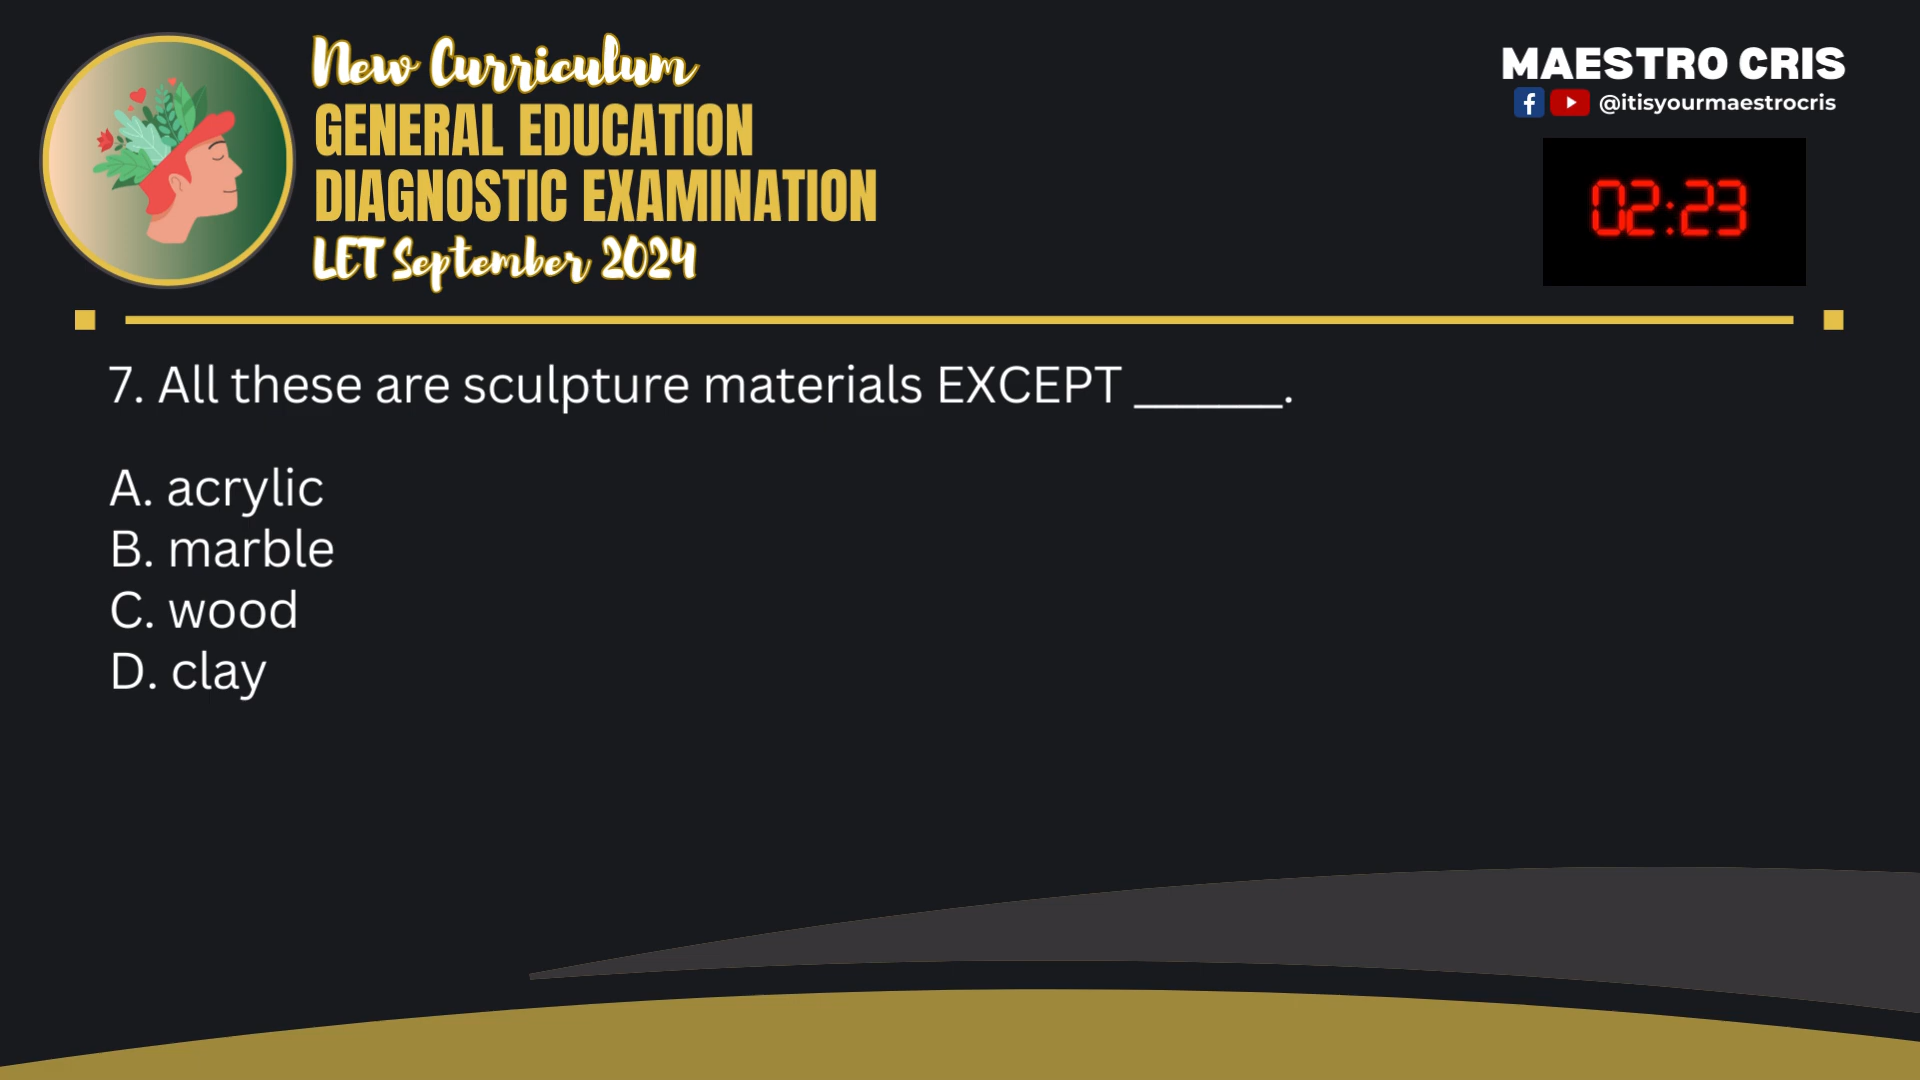 New Curriculum
GENERAL EDUCATION
DIAGNOSTIC EXAMINATION
LET September 2024
MAESTRO CRIS
@itisyourmaestrocris
02:23
7. All these are sculpture materials EXCEPT ______.
A. acrylic
B. marble
C. wood
D. clay